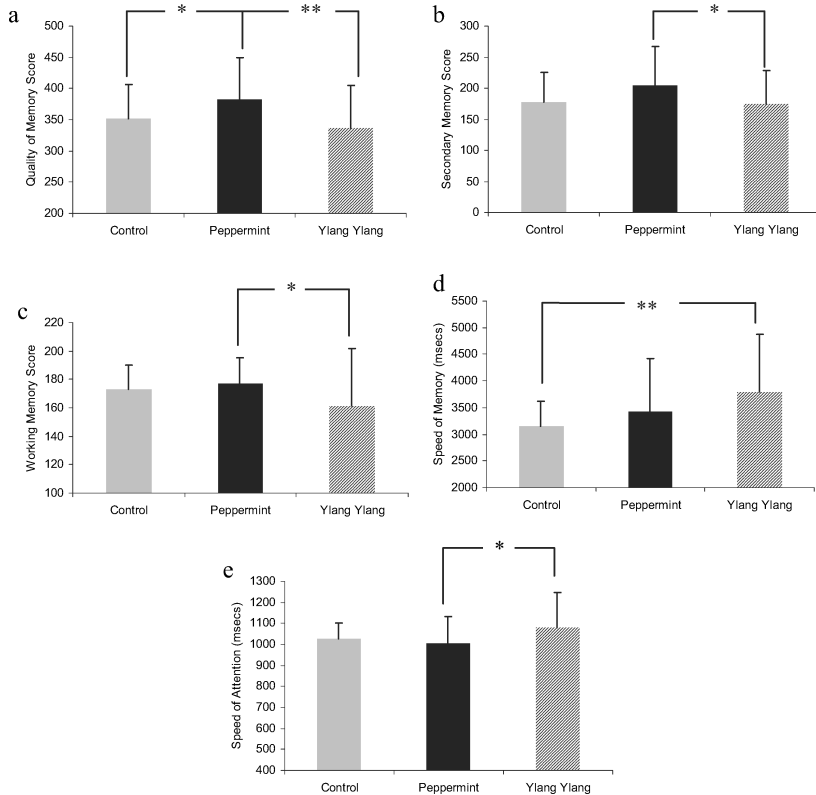 a
* **
Quality of Memory Score
500
450
400
350
300
250
200
Control Peppermint Ylang Ylang
b
*
Secondary Memory Score
300
250
200
150
100
50
0
Control Peppermint Ylang Ylang
c
*
Working Memory Score
220
200
180
160
140
120
100
Control Peppermint Ylang Ylang
d
**
Speed of Memory (msecs)
5500
5000
4500
4000
3500
3000
2500
2000
Control Peppermint Ylang Ylang
e
*
Speed of Attention (msecs)
1300
1200
1100
1000
900
800
700
600
500
400
Control Peppermint Ylang Ylang